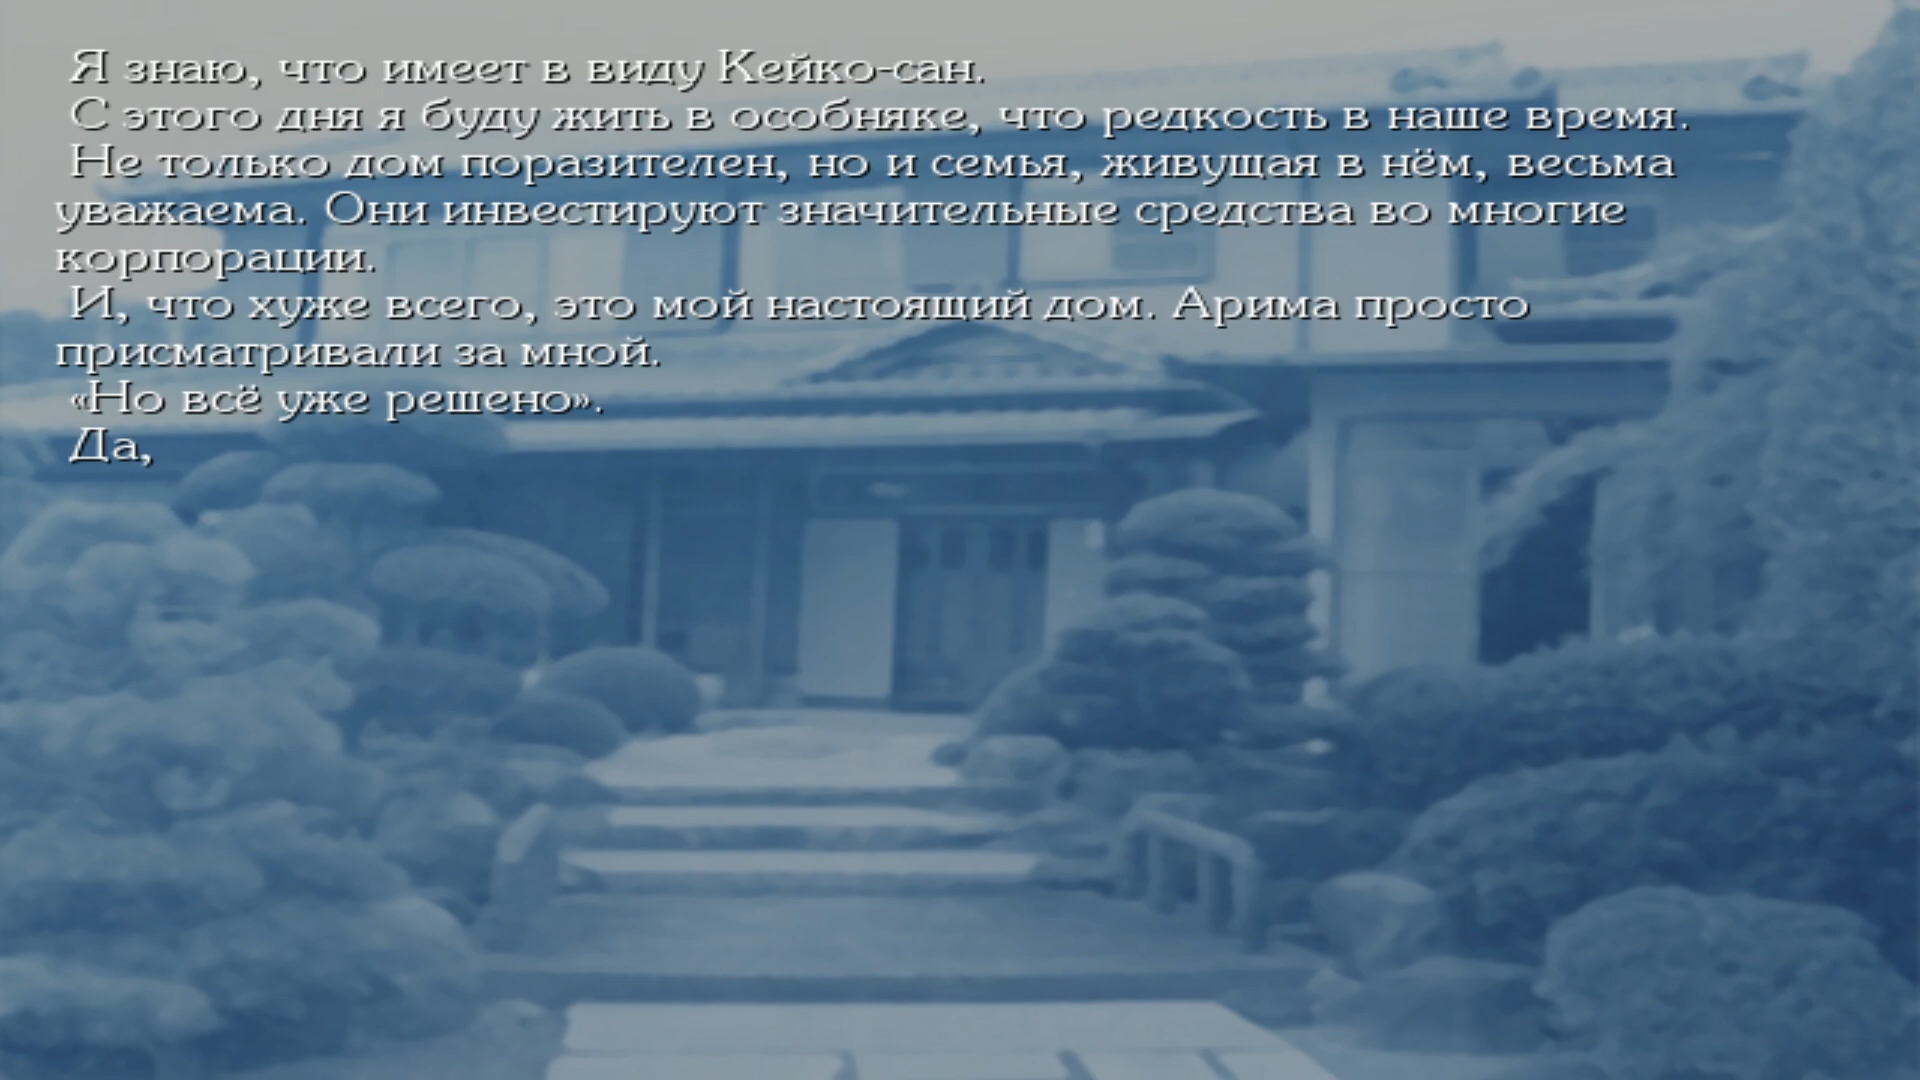 Я знаю, что имеет в виду Кейко-сан.
С этого дня я буду жить в особняке, что редкость в наше время.
Не только дом поразителен, но и семья, живущая в нём, весьма
уважаема. Они инвестируют значительные средства во многие
корпорации.
И, что хуже всего, это мой настоящий дом. Арима просто
присматривали за мной.
«Но всё уже решено».
Да,